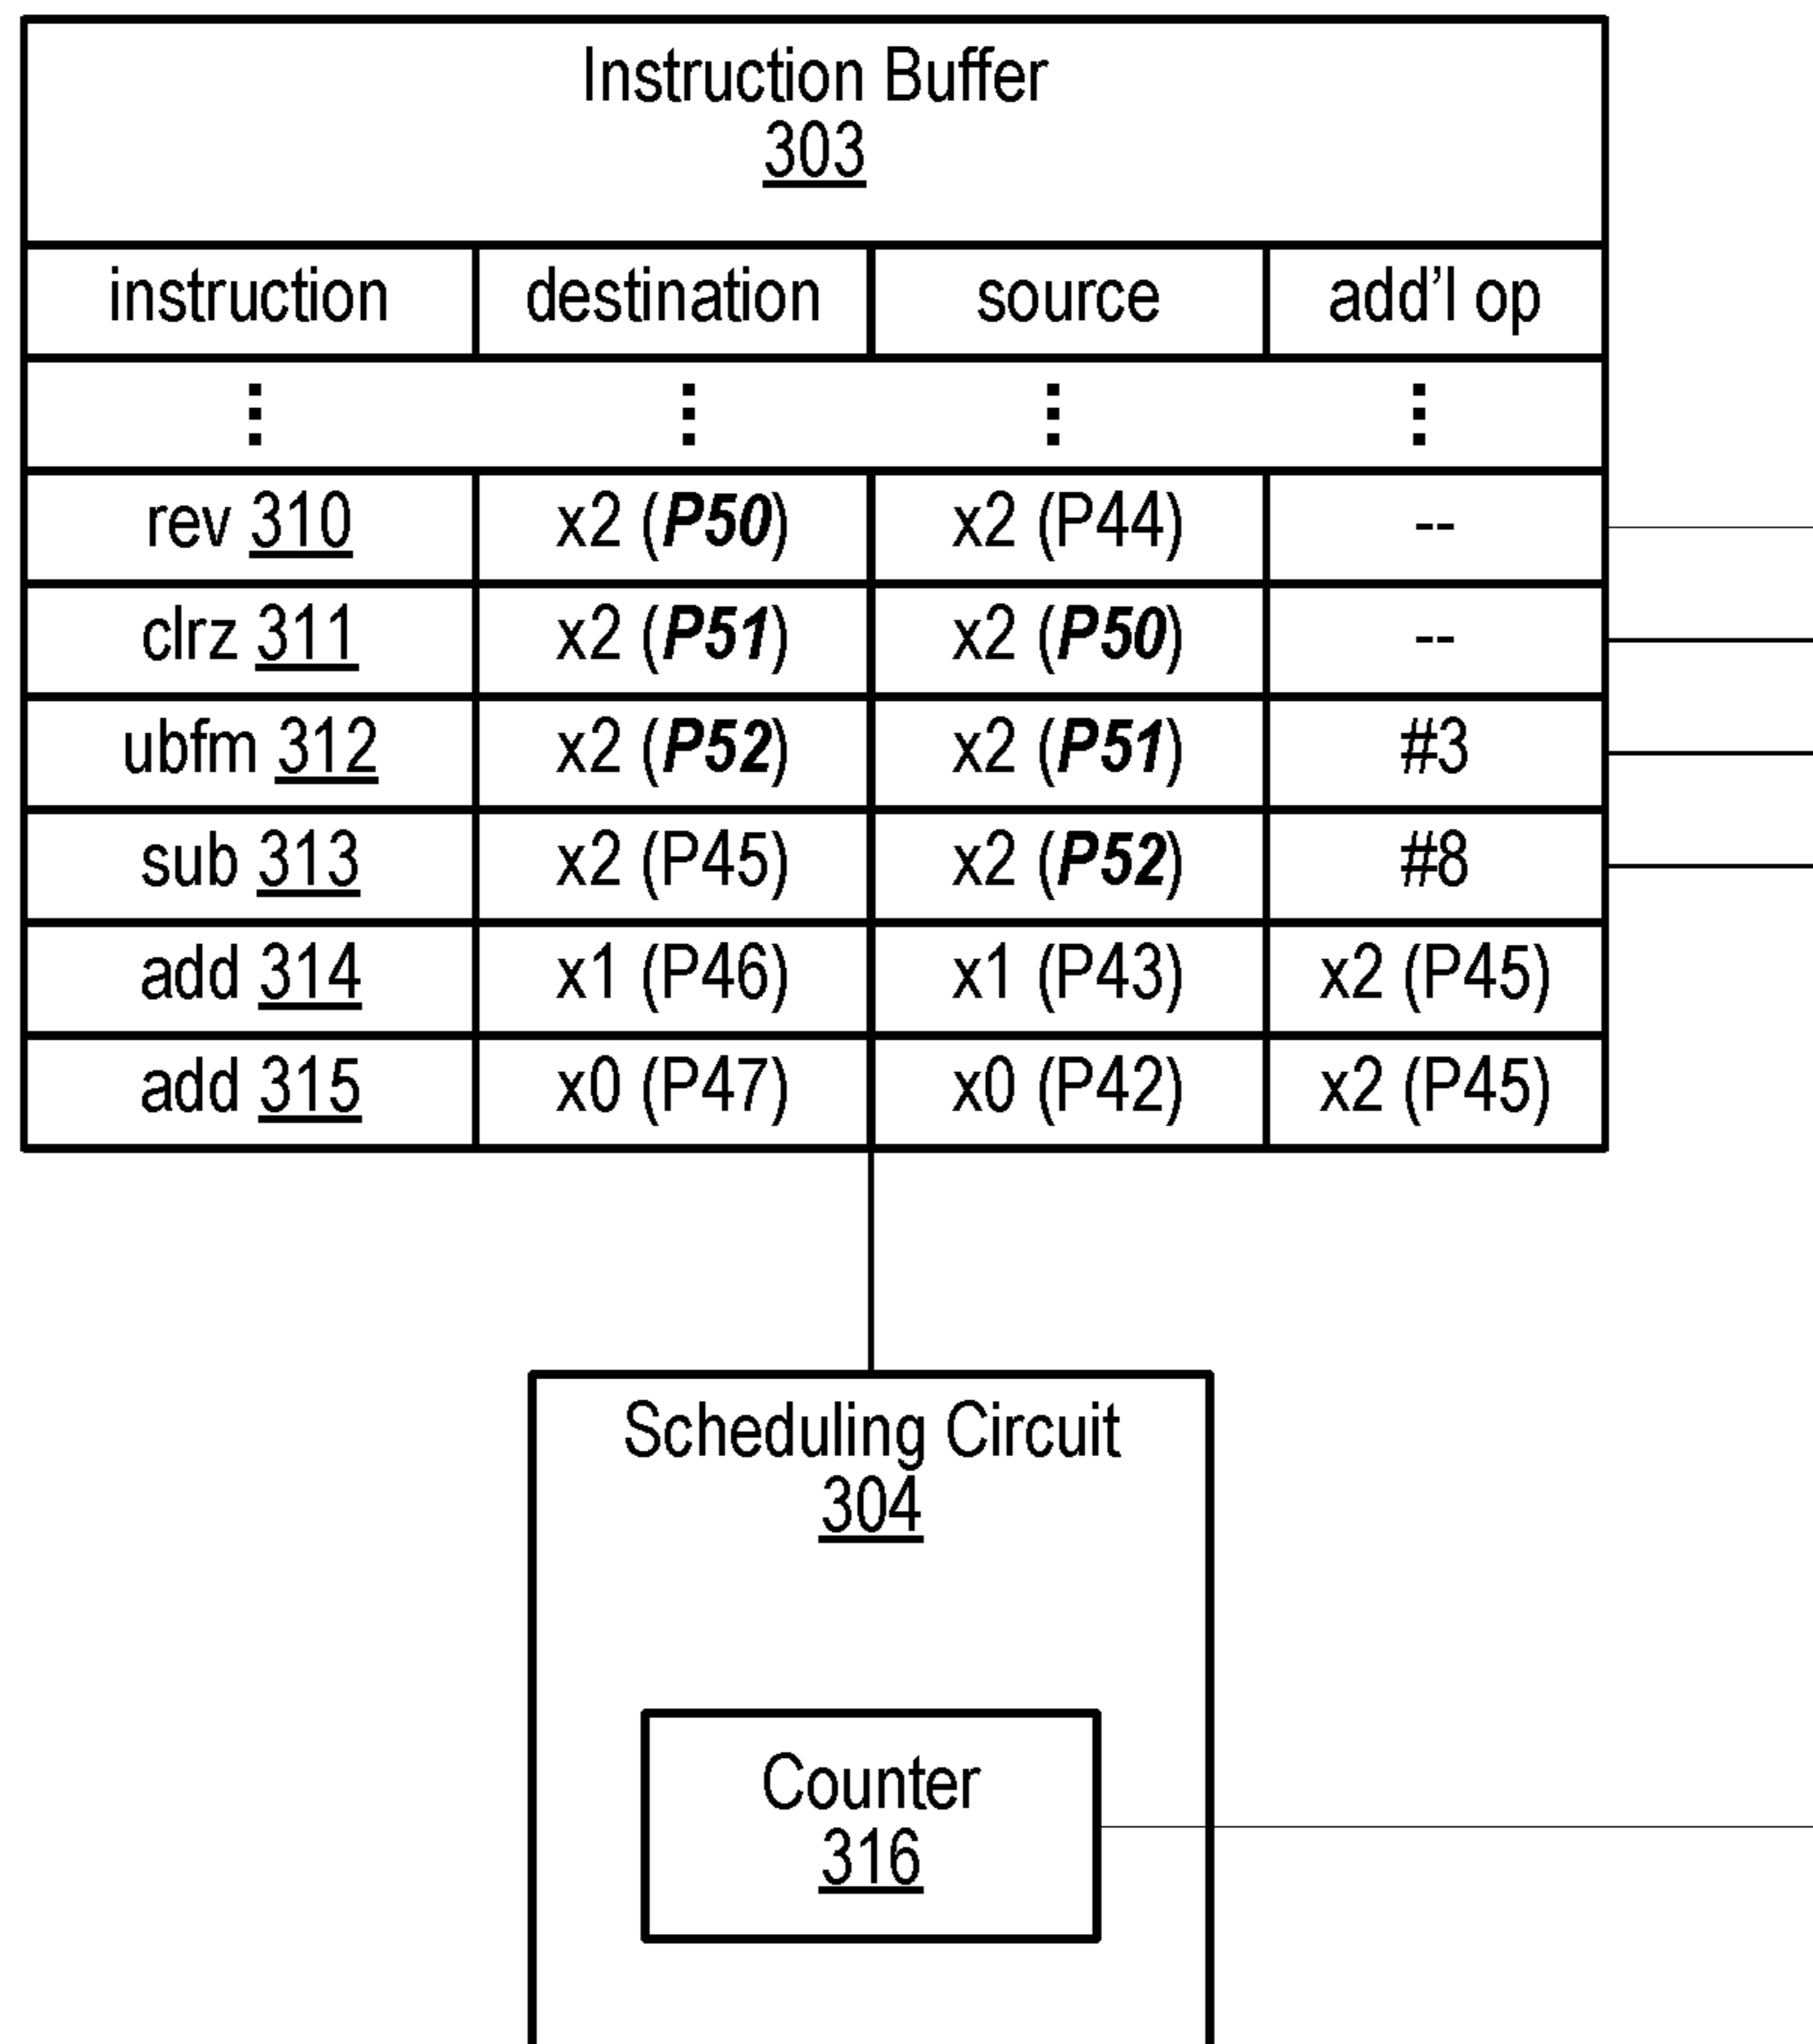 Instruction Buffer
303
instruction destination source add'l op
rev 310 x2 (P50) x2 (P44) --
clrz 311 x2 (P51) x2 (P50) --
ubfm 312 x2 (P52) x2 (P51) #3
sub 313 x2 (P45) x2 (P52) #8
add 314 x1 (P46) x1 (P43) x2 (P45)
add 315 x0 (P47) x0 (P42) x2 (P45)
Scheduling Circuit
304
Counter
316